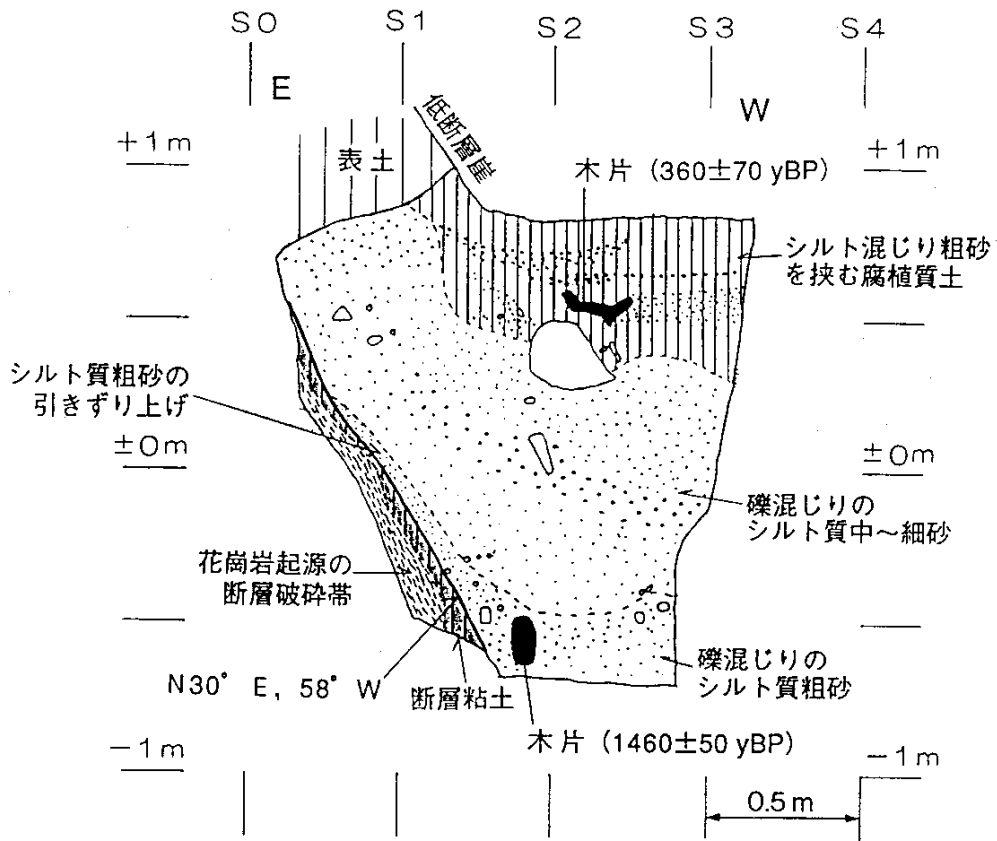 S0 S1 S2 S3 S4
E
W
低断層崖
+1m
+1m
表土
木片 (360±70 yBP)
シルト混じり粗砂
を挟む腐植質土
シルト質粗砂の
引きずり上げ
±0m
±0m
礫混じりの
シルト質中〜細砂
花崗岩起源の
断層破砕帯
礫混じりの
シルト質粗砂
N30° E, 58° W
断層粘土
木片 (1460±50 yBP)
-1m
-1m
0.5m